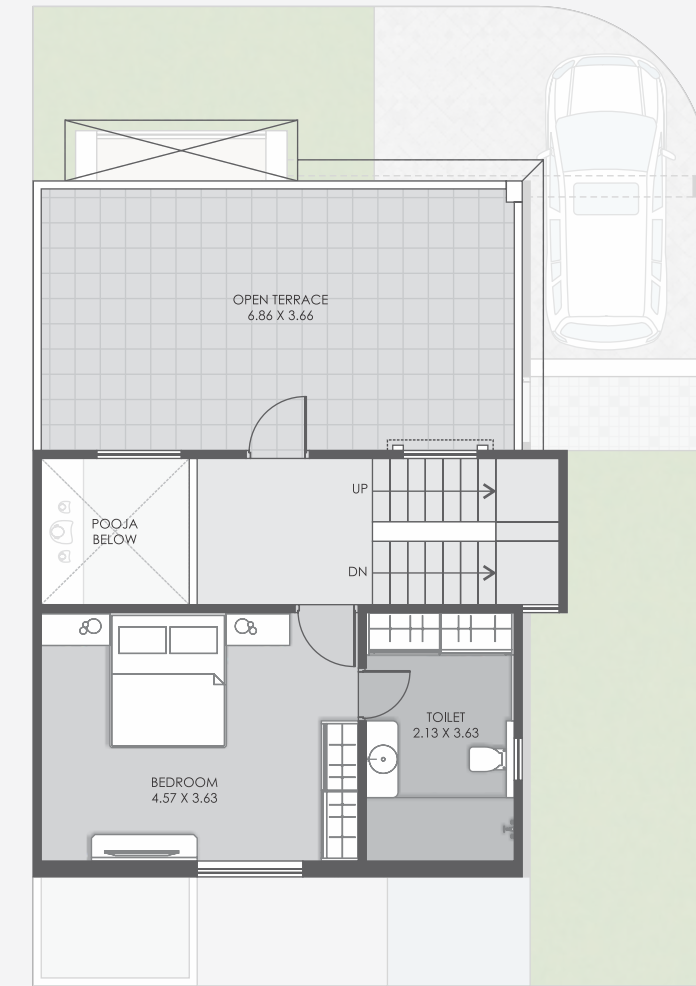 OPEN TERRACE
6.86 X 3.66
UP
POOJA
BELOW
DN
TOILET
2.13 X 3.63
BEDROOM
4.57 X 3.63